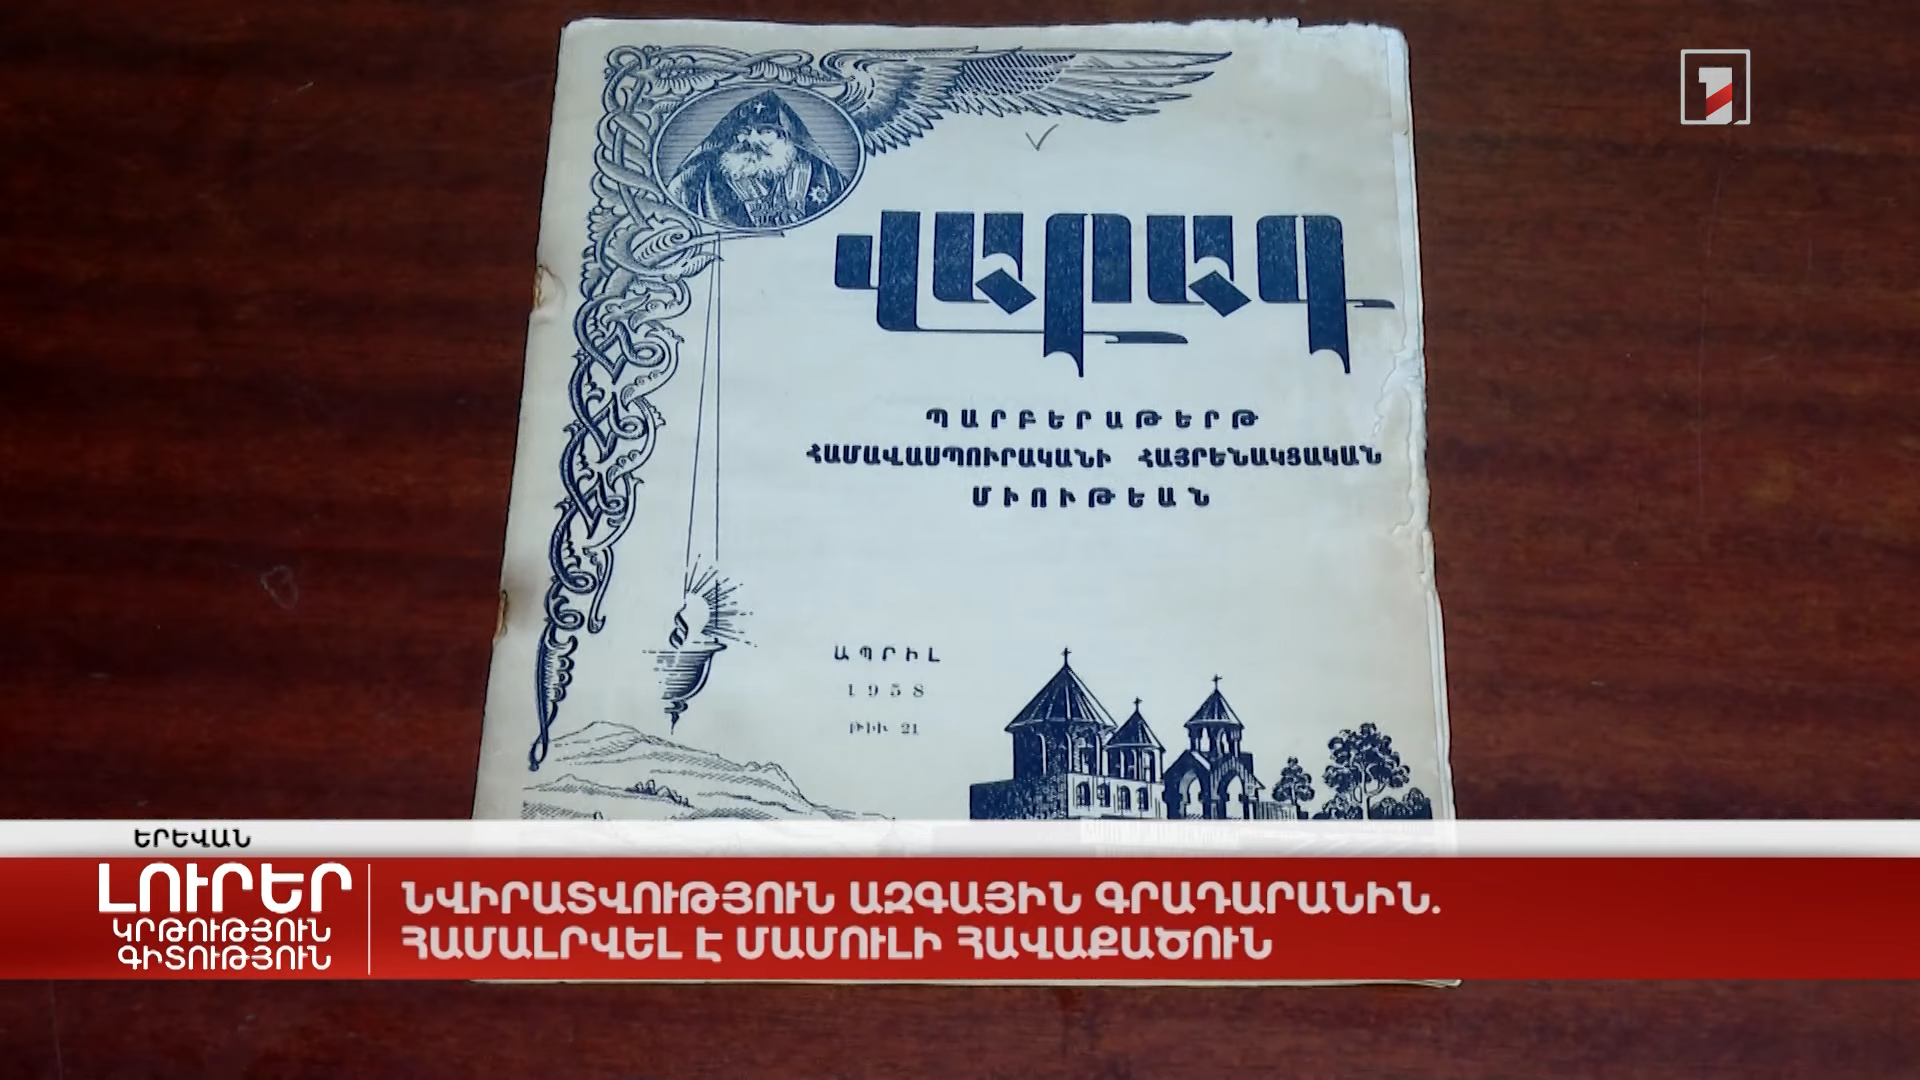 վարագ
ՊԱՐԲԵՐԱԹԵՐԹ
ՀԱՄԱՎԱՍՊՈՒՐԱԿԱՆԻ ՀԱՅՐԵՆԱԿՑԱԿԱՆ
ՄԻՈՒԹԵԱՆ
ԱՊՐԻԼ
1958
ԹԻՒ 21
ԵՐԵՎԱՆ
ԼՈՒՐԵՐ
ԿՐԹՈՒԹՅՈՒՆ
ԳԻՏՈՒԹՅՈՒՆ
ՆՎԻՐԱՏՎՈՒԹՅՈՒՆ ԱԶԳԱՅԻՆ ԳՐԱԴԱՐԱՆԻՆ.
ՀԱՄԱԼՐՎԵԼ Է ՄԱՄՈՒԼԻ ՀԱՎԱՔԱԾՈՒՆ